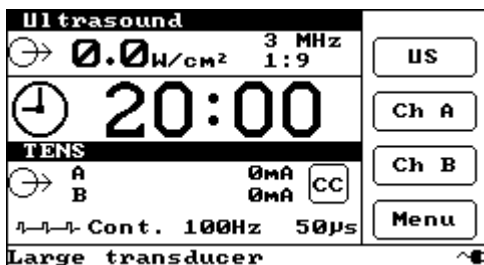 Ultrasound
0.0W/cm² 3 MHz
1:9
US
20:00
Ch A
TENS
A 0mA
B 0mA
CC
Ch B
Cont. 100Hz 50µs
Menu
Large transducer